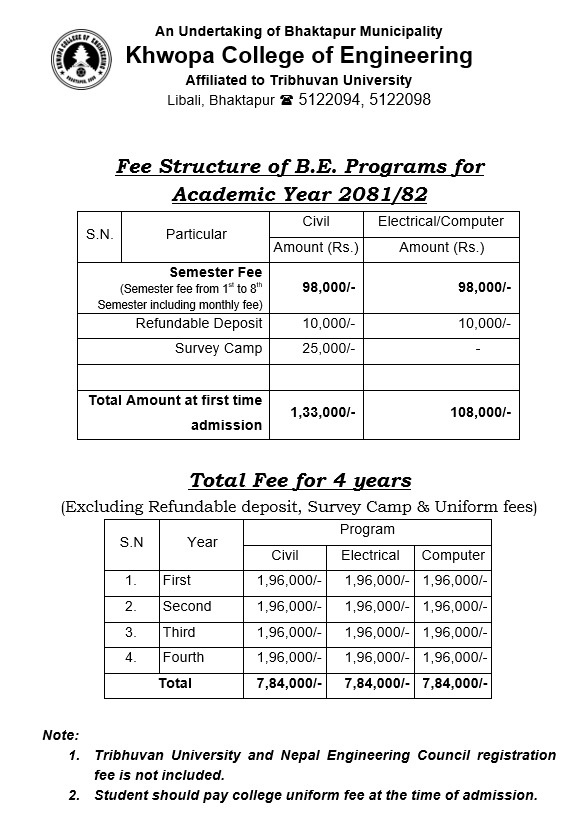 KHWOPA COLLEGE OF ENGINEERING
An Undertaking of Bhaktapur Municipality
Khwopa College of Engineering
Affiliated to Tribhuvan University
Libali, Bhaktapur ☎ 5122094, 5122098
Fee Structure of B.E. Programs for
Academic Year 2081/82
S.N. Particular Civil Electrical/Computer
Amount (Rs.) Amount (Rs.)
Semester Fee
(Semester fee from 1st to 8th
Semester including monthly fee) 98,000/- 98,000/-
Refundable Deposit 10,000/- 10,000/-
Survey Camp 25,000/- -
Total Amount at first time
admission 1,33,000/- 108,000/-
Total Fee for 4 years
(Excluding Refundable deposit, Survey Camp & Uniform fees)
S.N Year Program
Civil Electrical Computer
1. First 1,96,000/- 1,96,000/- 1,96,000/-
2. Second 1,96,000/- 1,96,000/- 1,96,000/-
3. Third 1,96,000/- 1,96,000/- 1,96,000/-
4. Fourth 1,96,000/- 1,96,000/- 1,96,000/-
Total 7,84,000/- 7,84,000/- 7,84,000/-
Note:
1. Tribhuvan University and Nepal Engineering Council registration
fee is not included.
2. Student should pay college uniform fee at the time of admission.